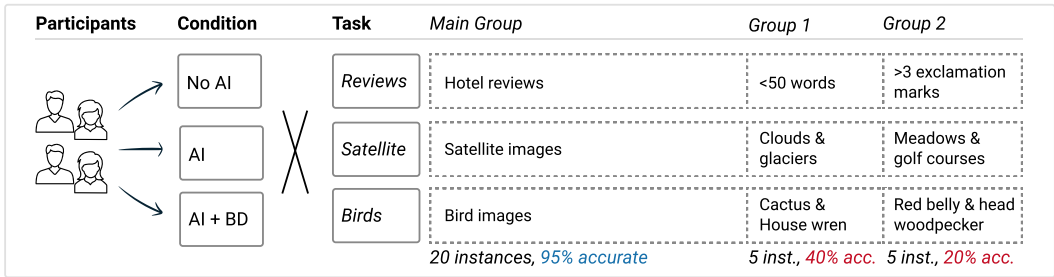 Participants Condition Task Main Group Group 1 Group 2
No AI Reviews Hotel reviews <50 words >3 exclamation
marks
AI Satellite Satellite images Clouds &
glaciers Meadows &
golf courses
AI + BD Birds Bird images Cactus &
House wren Red belly & head
woodpecker
20 instances, 95% accurate 5 inst., 40% acc. 5 inst., 20% acc.